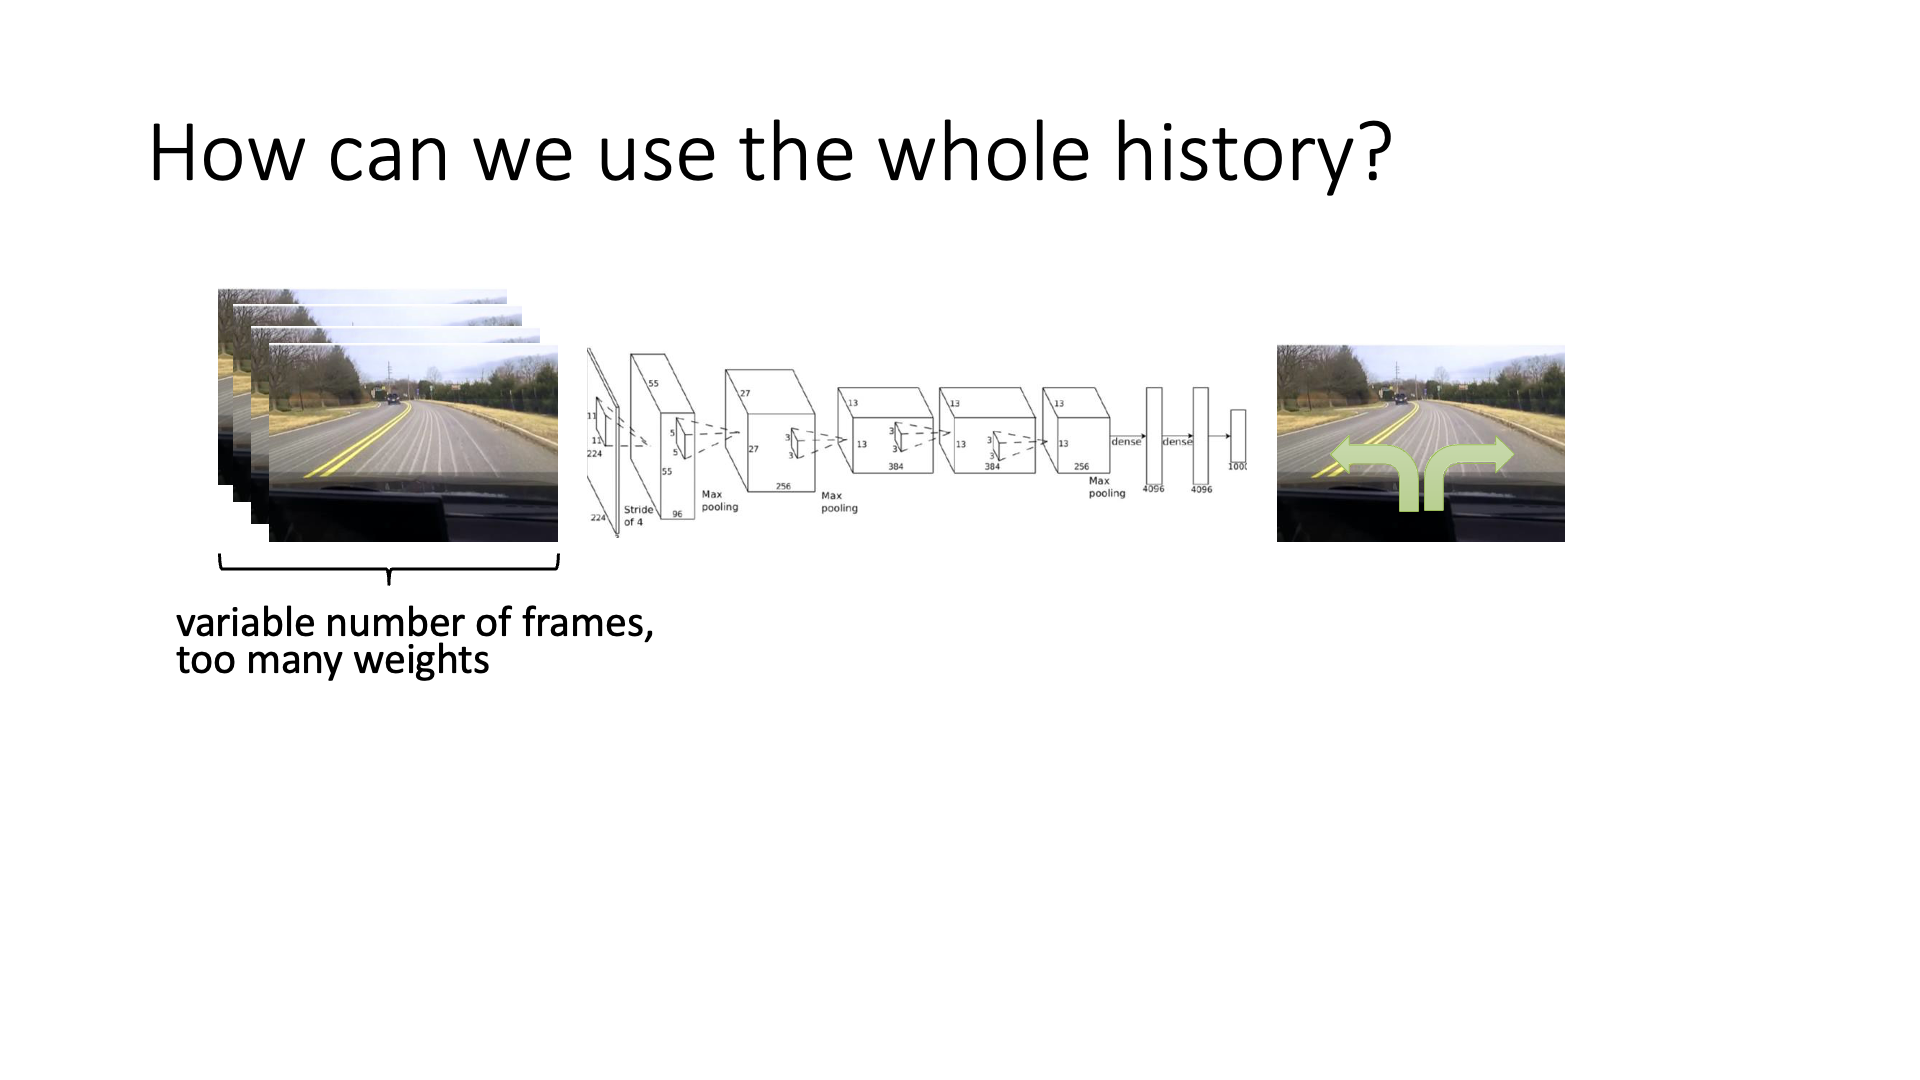 How can we use the whole history?
11
11
224
224
Stride
of 4
55
55
96
5
5
Max
pooling
27
27
256
3
3
Max
pooling
13
13
384
3
3
13
13
384
3
3
13
13
256
Max
pooling
dense
4096
dense
4096
variable number of frames,
too many weights